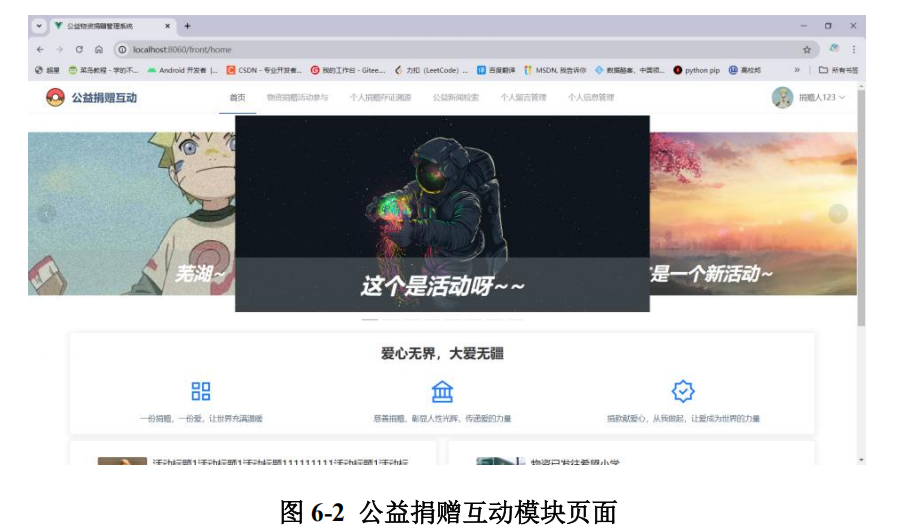 公益物资捐赠管理系统
localhost:8060/front/home
菜鸟教程 - 学的不...
Android 开发者 |...
CSDN - 专业开发者...
我的工作台 - Gitee...
力扣 (LeetCode) ...
百度翻译
MSDN, 我告诉你
数据酷客，中国领...
python pip
高校邦
所有书签
公益捐赠互动
首页
物资捐赠活动参与
个人捐赠存证溯源
公益新闻检索
个人留言管理
个人信息管理
捐赠人123
芜湖~
这个是活动呀~~
是一个新活动~
爱心无界，大爱无疆
一份捐赠，一份爱，让世界充满温暖
慈善捐赠，彰显人性光辉，传递爱的力量
捐款献爱心，从我做起，让爱成为世界的力量
活动标题1活动标题1活动标题111111111活动标题1活动标
物资已发往希望小学
图 6-2 公益捐赠互动模块页面